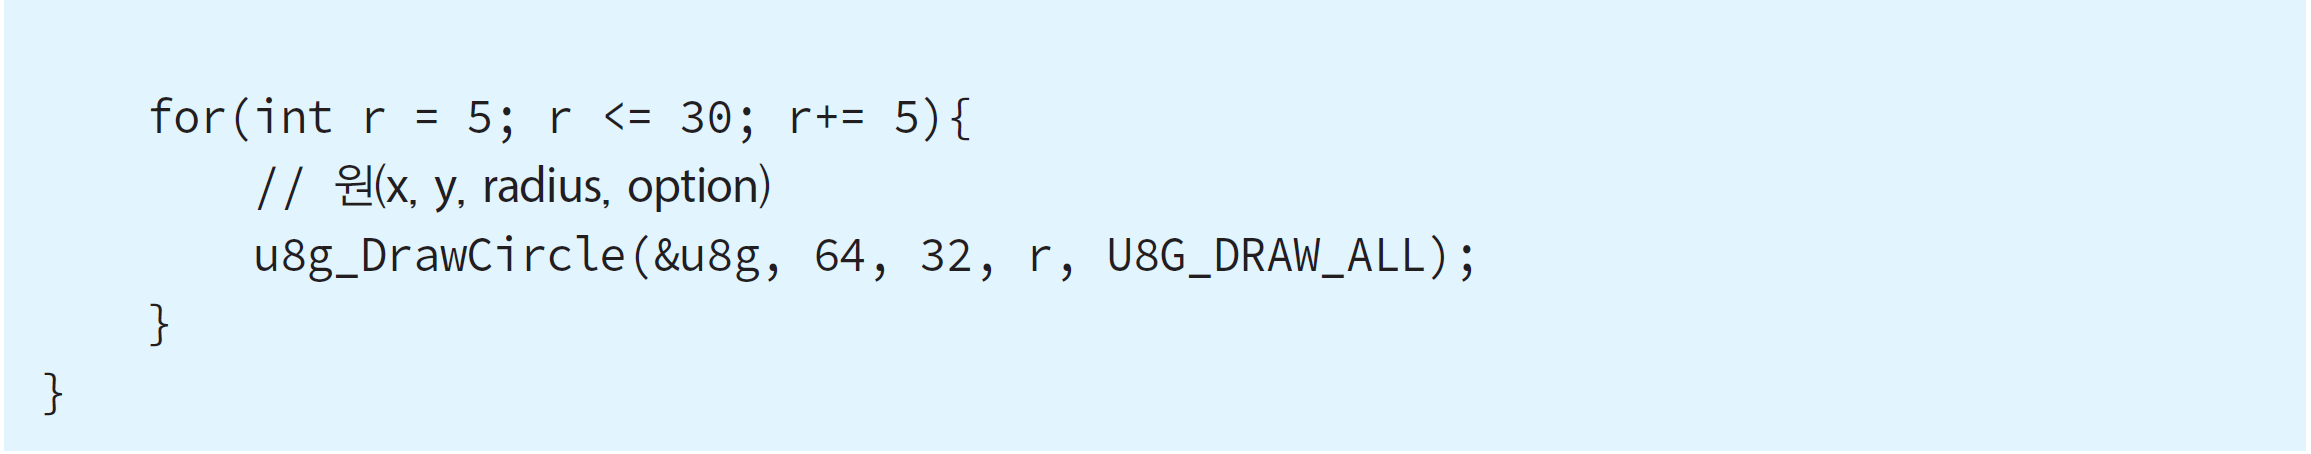 for(int r = 5; r <= 30; r+= 5){
// 원(x, y, radius, option)
u8g_DrawCircle(&u8g, 64, 32, r, U8G_DRAW_ALL);
}
}